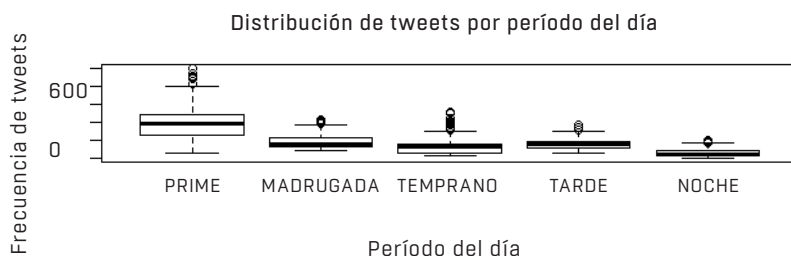 Distribución de tweets por período del día
Frecuencia de tweets
600
0
PRIME
MADRUGADA
TEMPRANO
TARDE
NOCHE
Período del día